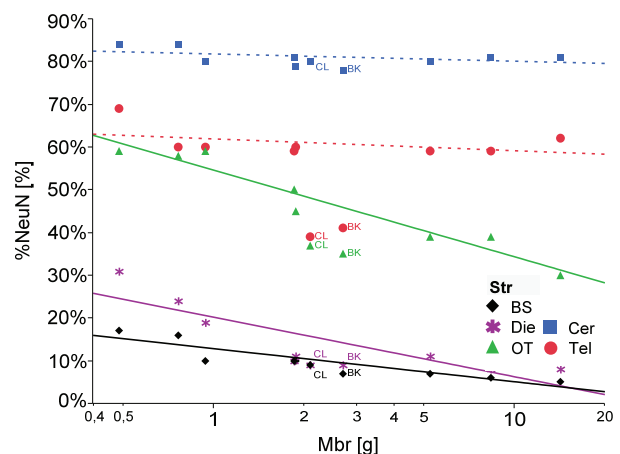 90%
80%
70%
60%
50%
40%
30%
20%
10%
0%
%NeuN [%]
CL BK
BK
CL
CL
BK
CL BK
CL BK
Str
BS
Die Cer
OT Tel
0,4 0,5 1 2 3 4 5 10 20
Mbr [g]